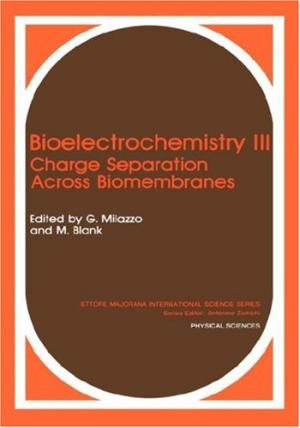 Bioelectrochemistry III
Charge Separation
Across Biomembranes
Edited by G. Milazzo
and M. Blank
ETTORE MAJORANA INTERNATIONAL SCIENCE SERIES
Series Editor: Antonino Zichichi
PHYSICAL SCIENCES